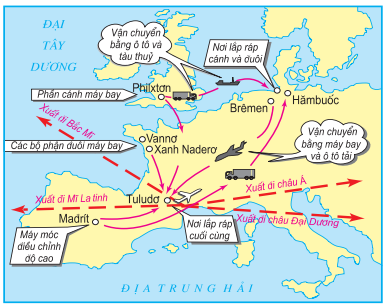 ĐẠI
TÂY
DƯƠNG
Vận chuyển
bằng ô tô và
tàu thuỷ
Nơi lắp ráp
cánh và đuôi
Philxtơn
Phần cánh máy bay
Hămbuốc
Brêmen
Xuất đi Bắc Mĩ
Vannơ
Xanh Naderơ
Các bộ phận đuôi máy bay
Vận chuyển
bằng máy bay
và ô tô tải
Xuất đi Mĩ La tinh
Tuludơ
Xuất đi châu Á
Xuất đi châu Đại Dương
Madrít
Máy móc
điều chỉnh
độ cao
Nơi lắp ráp
cuối cùng
ĐỊA TRUNG HẢI